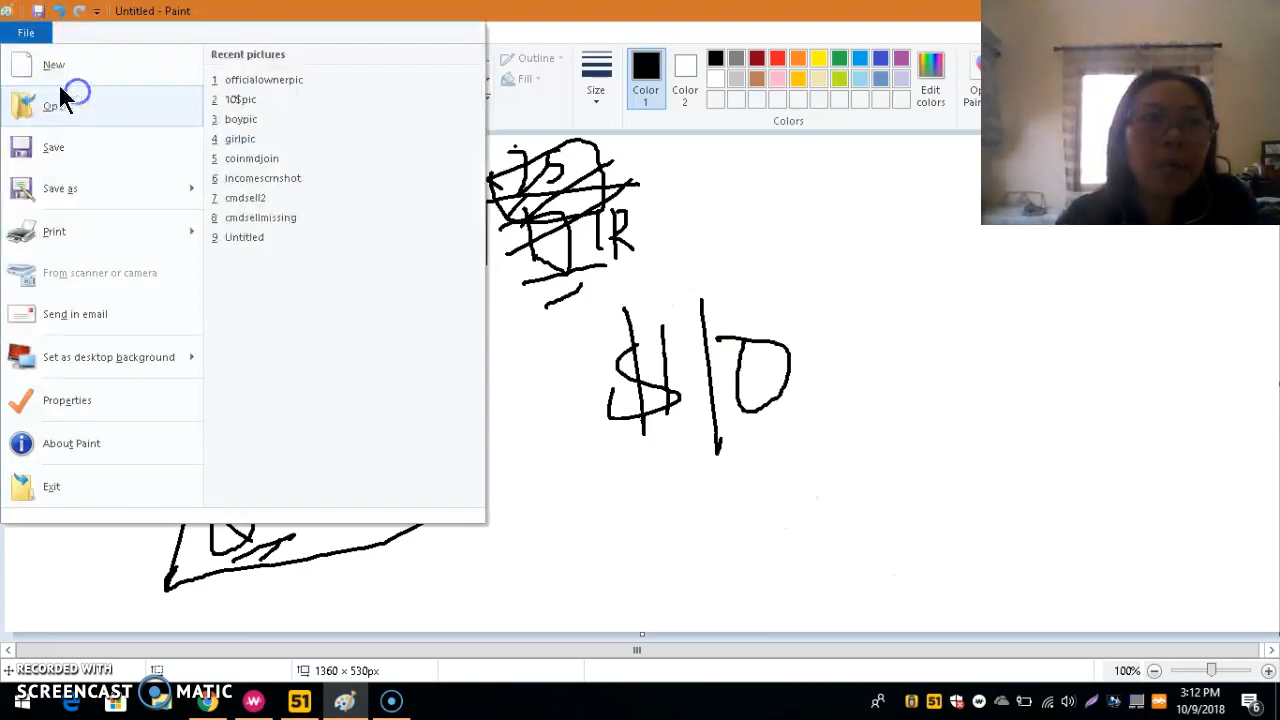 Untitled - Paint
File
New
Save
Save as
Print
From scanner or camera
Send in email
Set as desktop background
Properties
About Paint
Exit
Recent pictures
1 officialownerpic
2 10$pic
3 boypic
4 girlpic
5 coinmdjoin
6 incomescrnshot
7 cmdsell2
8 cmdsellmissing
9 Untitled
Outline
Fill
Size
Color 1
Color 2
Edit colors
Colors
$10
1360 × 530px
100%
RECORDED WITH
SCREENCAST MATIC
51
51
3:12 PM
10/9/2018
6